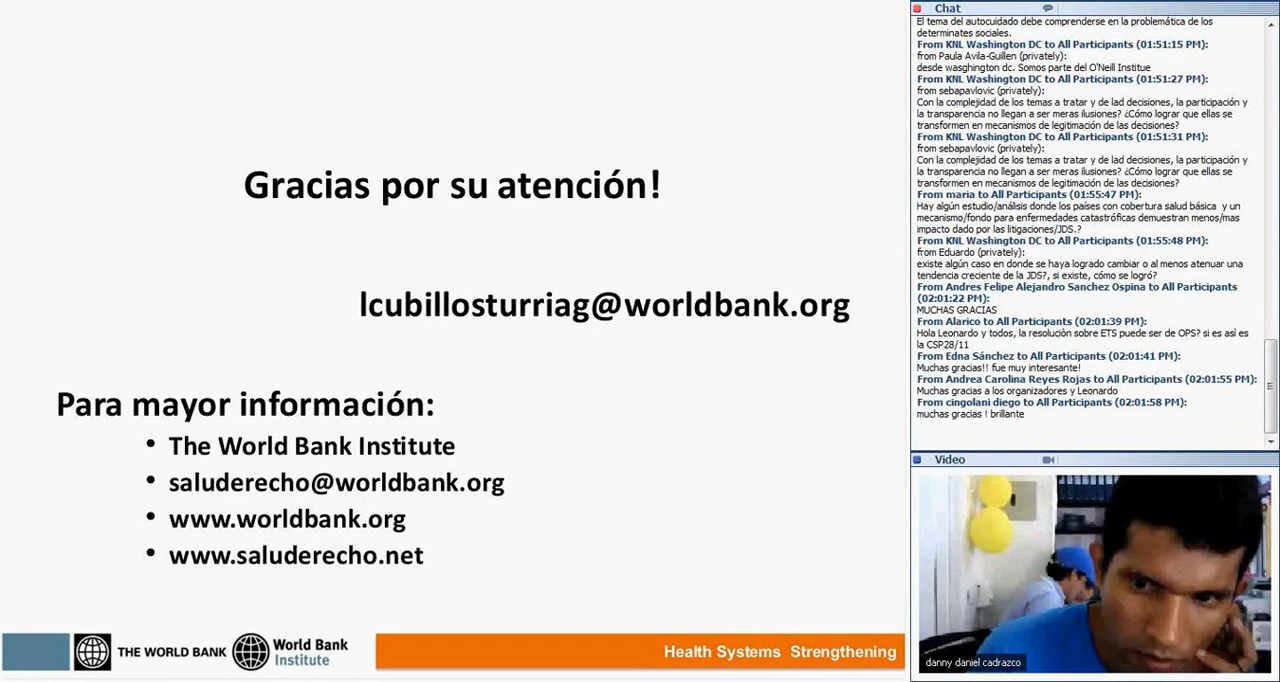 Gracias por su atención!
lcubillosturriag@worldbank.org
Para mayor información:
• The World Bank Institute
• saluderecho@worldbank.org
• www.worldbank.org
• www.saluderecho.net
THE WORLD BANK
World Bank
Institute
Health Systems Strengthening
Chat
El tema del autocuidado debe comprenderse en la problemática de los
determinates sociales.
From KNL Washington DC to All Participants (01:51:15 PM):
from Paula Avila-Guillen (privately):
desde wasghington dc. Somos parte del O'Neill Institue
From KNL Washington DC to All Participants (01:51:27 PM):
from sebapavlovic (privately):
Con la complejidad de los temas a tratar y de lad decisiones, la participación y
la transparencia no llegan a ser meras ilusiones? ¿Cómo lograr que ellas se
transformen en mecanismos de legitimación de las decisiones?
From KNL Washington DC to All Participants (01:51:31 PM):
from sebapavlovic (privately):
Con la complejidad de los temas a tratar y de lad decisiones, la participación y
la transparencia no llegan a ser meras ilusiones? ¿Cómo lograr que ellas se
transformen en mecanismos de legitimación de las decisiones?
From maria to All Participants (01:55:47 PM):
Hay algún estudio/análisis donde los países con cobertura salud básica y un
mecanismo/fondo para enfermedades catastróficas demuestran menos/mas
impacto dado por las litigaciones/JDS.?
From KNL Washington DC to All Participants (01:55:48 PM):
from Eduardo (privately):
existe algún caso en donde se haya logrado cambiar o al menos atenuar una
tendencia creciente de la JDS?, si existe, cómo se logró?
From Andres Felipe Alejandro Sanchez Ospina to All Participants
(02:01:22 PM):
MUCHAS GRACIAS
From Alarico to All Participants (02:01:39 PM):
Hola Leonardo y todos, la resoluciòn sobre ETS puede ser de OPS? si es asì es
la CSP28/11
From Edna Sánchez to All Participants (02:01:41 PM):
Muchas gracias!! fue muy interesante!
From Andrea Carolina Reyes Rojas to All Participants (02:01:55 PM):
Muchas gracias a los organizadores y Leonardo
From cingolani diego to All Participants (02:01:58 PM):
muchas gracias ! brillante
Video
danny daniel cadrazco